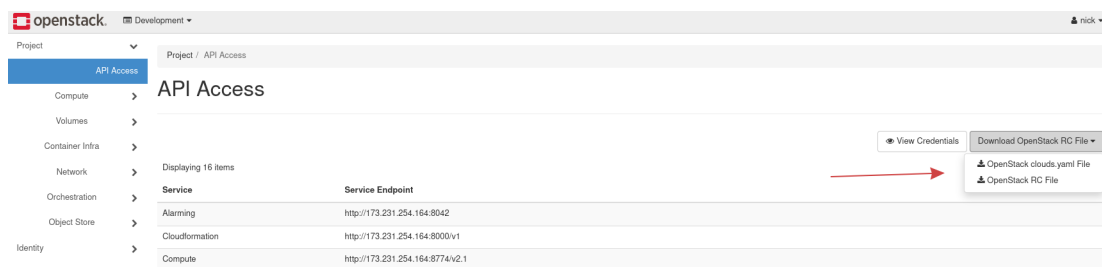 openstack. Development nick
Project
Project / API Access
API Access
API Access
Compute
Volumes
Container Infra
Network
Orchestration
Object Store
Identity
View Credentials Download OpenStack RC File
OpenStack clouds.yaml File
OpenStack RC File
Displaying 16 items
Service Service Endpoint
Alarming http://173.231.254.164:8042
Cloudformation http://173.231.254.164:8000/v1
Compute http://173.231.254.164:8774/v2.1